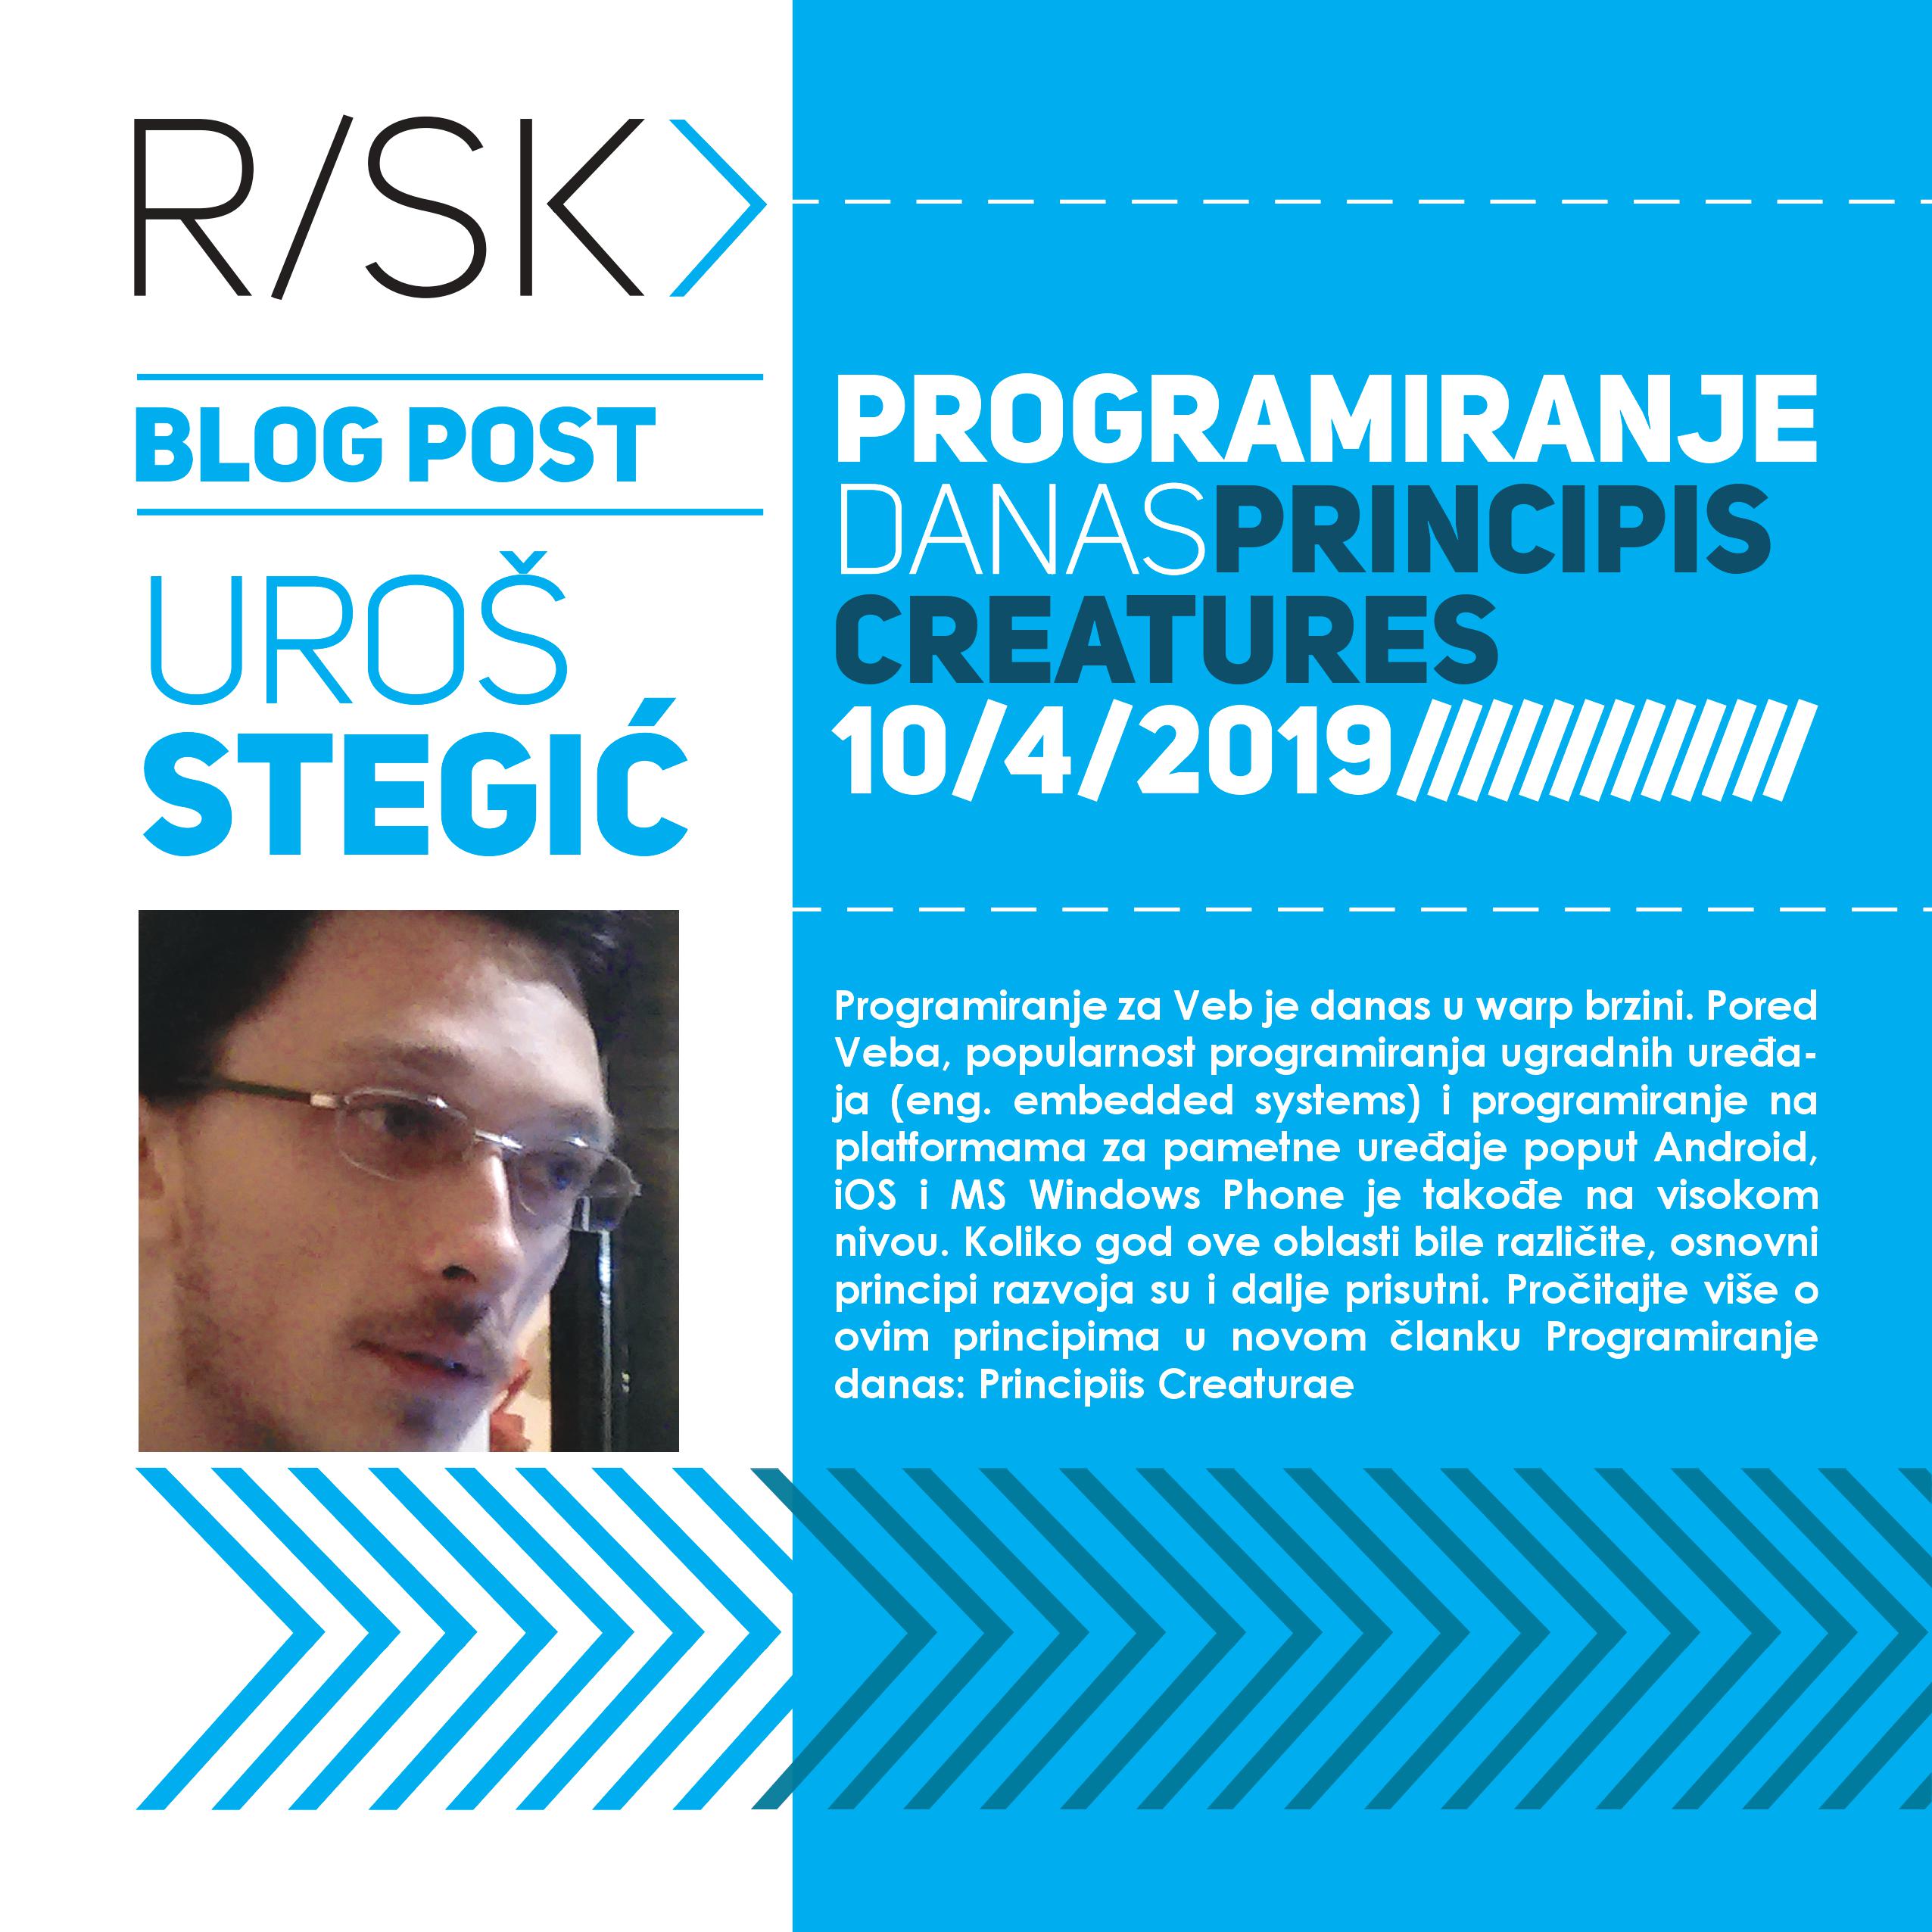 R/SK>
BLOG POST
UROŠ
STEGIĆ
PROGRAMIRANJE
DANASPRINCIPIS
CREATURES
10/4/2019//////////////
Programiranje za Veb je danas u warp brzini. Pored
Veba, popularnost programiranja ugradnih uređa-
ja (eng. embedded systems) i programiranje na
platformama za pametne uređaje poput Android,
iOS i MS Windows Phone je takođe na visokom
nivou. Koliko god ove oblasti bile različite, osnovni
principi razvoja su i dalje prisutni. Pročitajte više o
ovim principima u novom članku Programiranje
danas: Principiis Creaturae